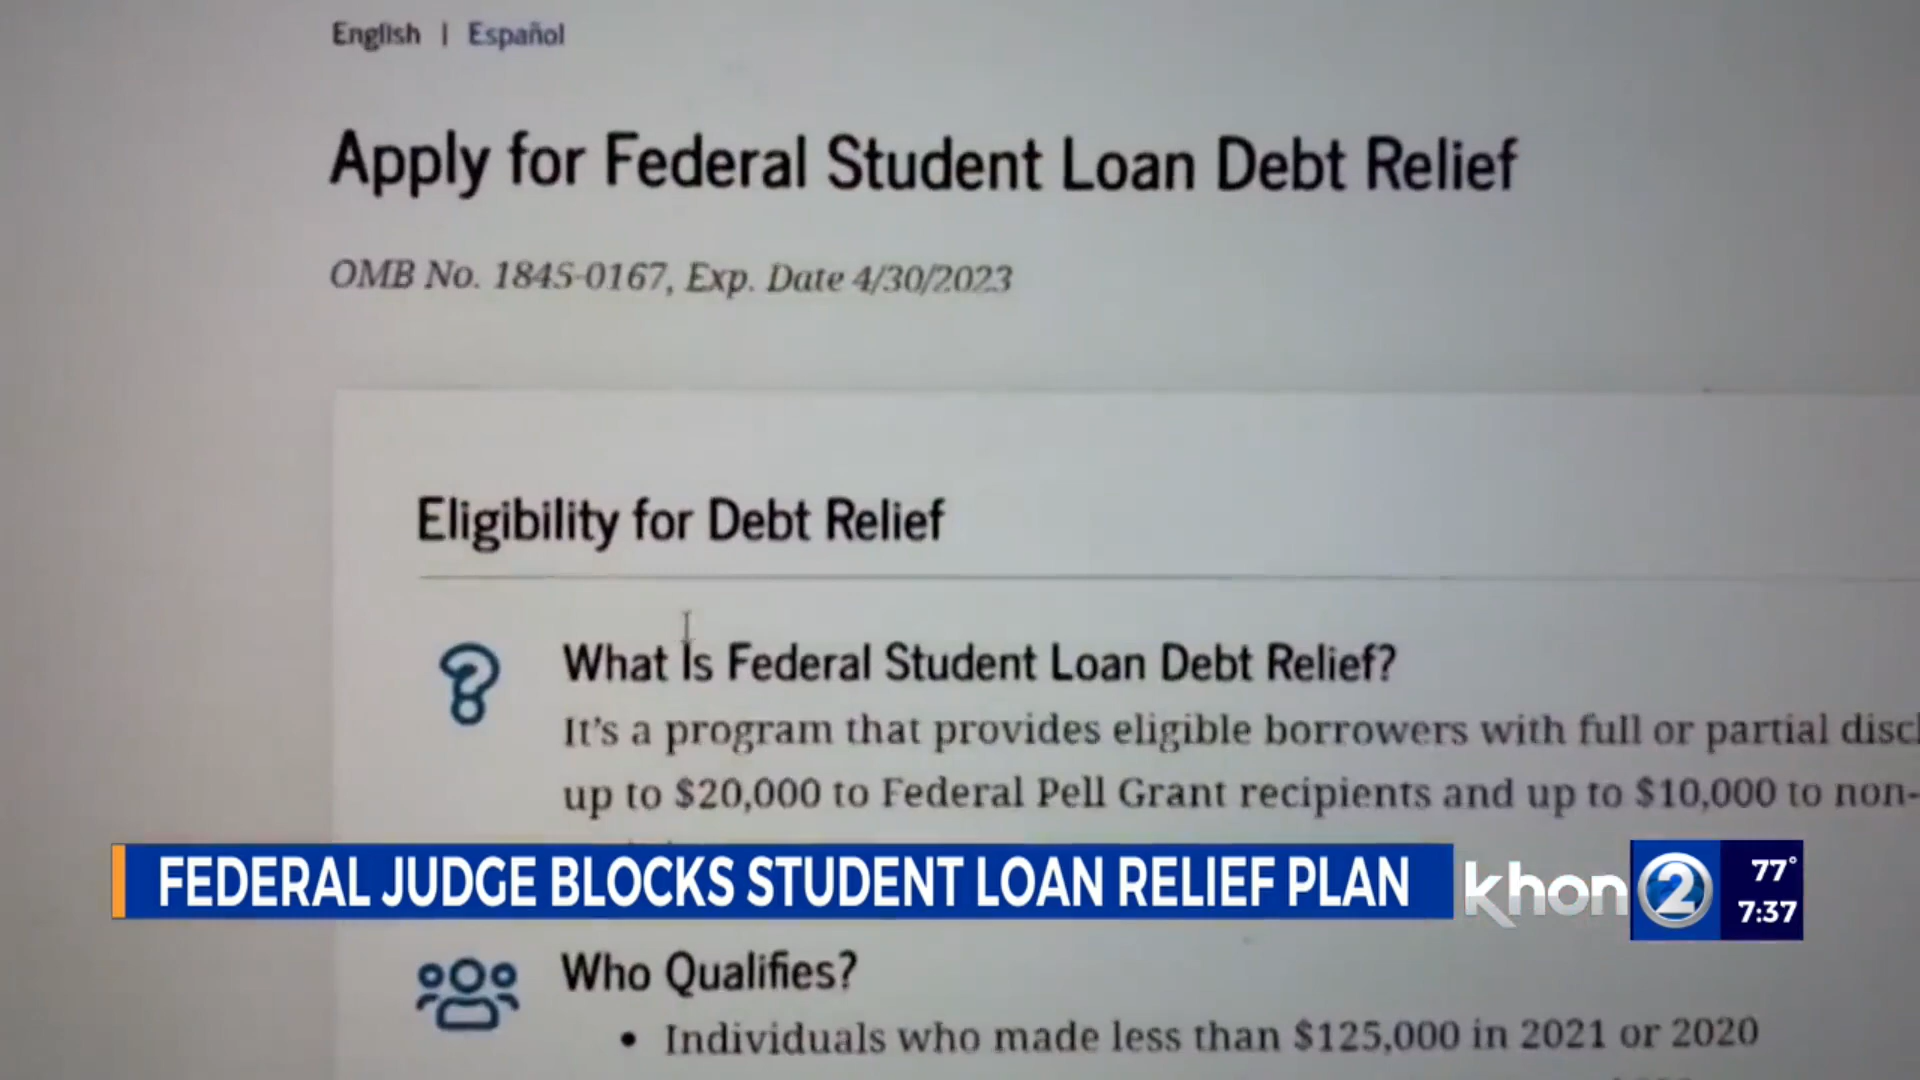 English | Español
Apply for Federal Student Loan Debt Relief
OMB No. 1845-0167, Exp. Date 4/30/2023
Eligibility for Debt Relief
What Is Federal Student Loan Debt Relief?
It's a program that provides eligible borrowers with full or partial
up to $20,000 to Federal Pell Grant recipients and up to $10,000 to non-
FEDERAL JUDGE BLOCKS STUDENT LOAN RELIEF PLAN
khon 2
77°
7:37
Who Qualifies?
• Individuals who made less than $125,000 in 2021 or 2020